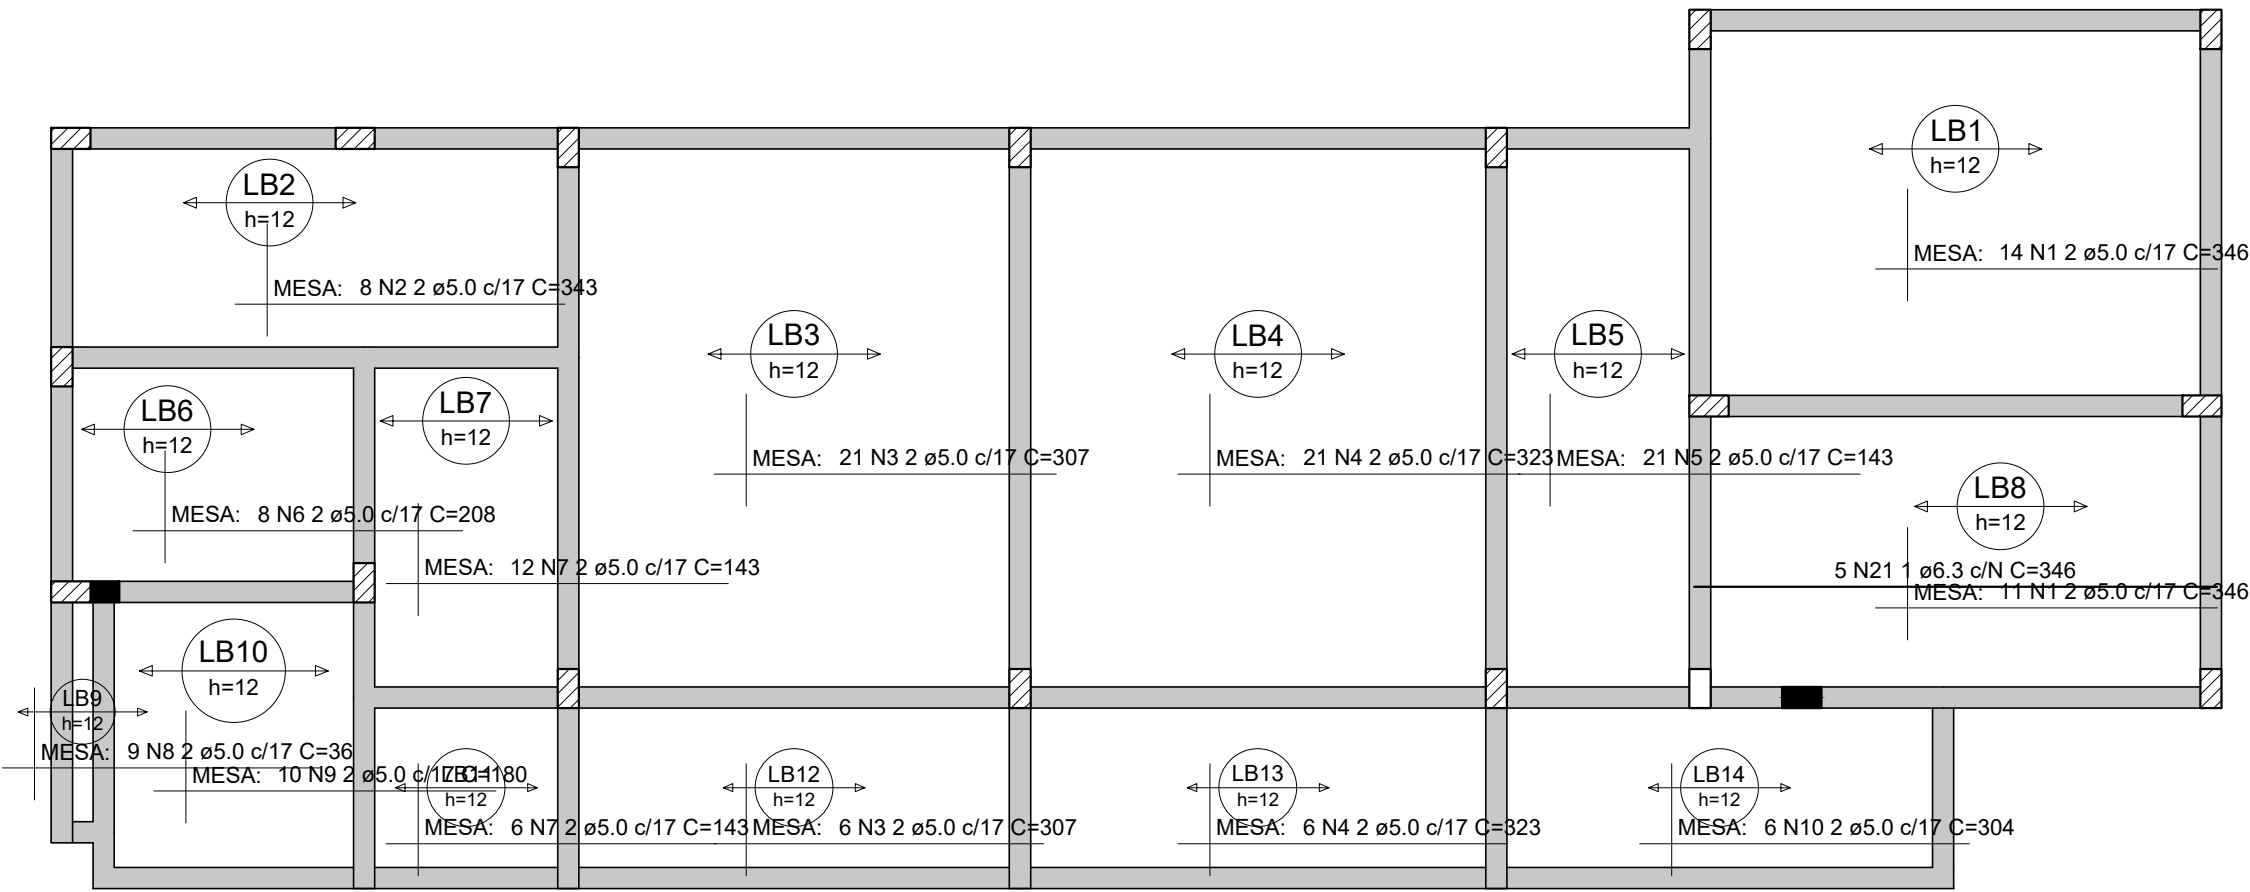 LB1
h=12
MESA: 14 N1 2 ø5.0 c/17 C=346
LB2
h=12
MESA: 8 N2 2 ø5.0 c/17 C=343
LB3
h=12
MESA: 21 N3 2 ø5.0 c/17 C=307
LB4
h=12
MESA: 21 N4 2 ø5.0 c/17 C=323
LB5
h=12
MESA: 21 N5 2 ø5.0 c/17 C=143
LB6
h=12
MESA: 8 N6 2 ø5.0 c/17 C=208
LB7
h=12
MESA: 12 N7 2 ø5.0 c/17 C=143
LB8
h=12
5 N21 1 ø6.3 c/N C=346
MESA: 11 N1 2 ø5.0 c/17 C=346
LB9
h=12
MESA: 9 N8 2 ø5.0 c/17 C=36
LB10
h=12
MESA: 10 N9 2 ø5.0 c/17 C=180
LB11
h=12
MESA: 6 N7 2 ø5.0 c/17 C=143
LB12
h=12
MESA: 6 N3 2 ø5.0 c/17 C=307
LB13
h=12
MESA: 6 N4 2 ø5.0 c/17 C=323
LB14
h=12
MESA: 6 N10 2 ø5.0 c/17 C=304